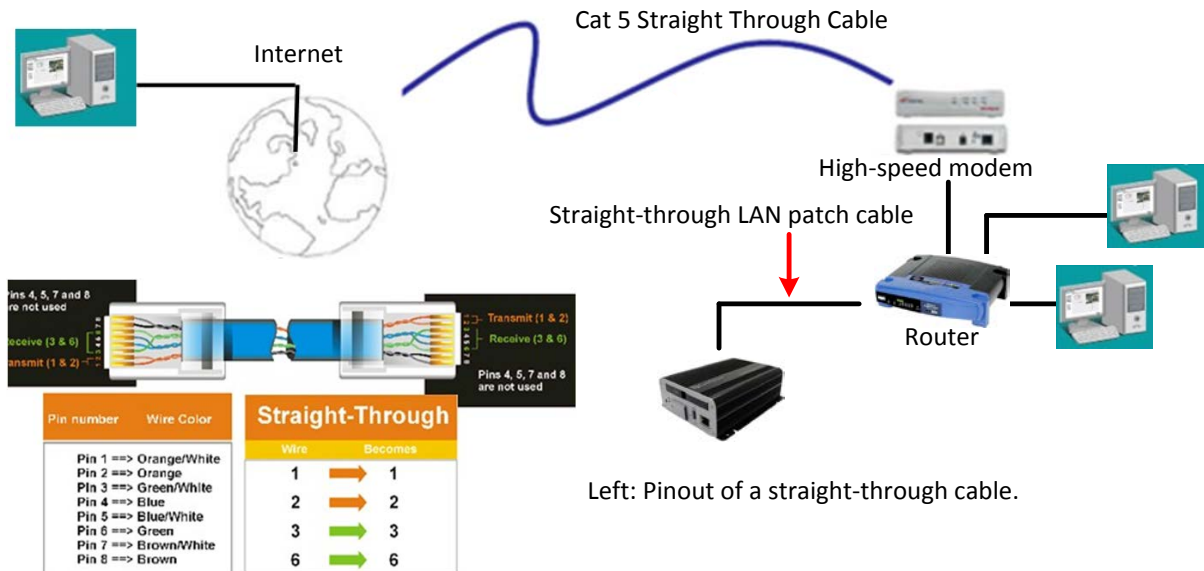 Cat 5 Straight Through Cable
Internet
High-speed modem
Straight-through LAN patch cable
Router
Pins 4, 5, 7 and 8
are not used
Receive (3 & 6)
Transmit (1 & 2)
Transmit (1 & 2)
Receive (3 & 6)
Pins 4, 5, 7 and 8
are not used
Pin number Wire Color
Pin 1 ==> Orange/White
Pin 2 ==> Orange
Pin 3 ==> Green/White
Pin 4 ==> Blue
Pin 5 ==> Blue/White
Pin 6 ==> Green
Pin 7 ==> Brown/White
Pin 8 ==> Brown
Straight-Through
Wire Becomes
1 1
2 2
3 3
6 6
Left: Pinout of a straight-through cable.